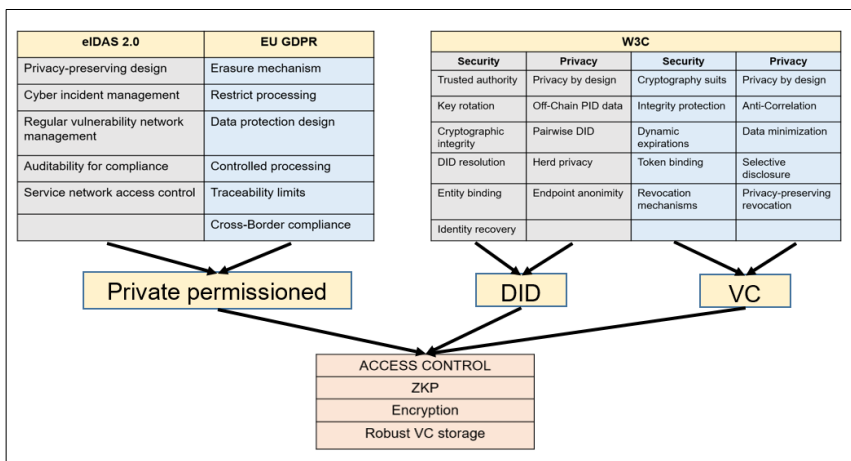 eIDAS 2.0 EU GDPR
Privacy-preserving design Erasure mechanism
Cyber incident management Restrict processing
Regular vulnerability network Data protection design
management
Auditability for compliance Controlled processing
Service network access control Traceability limits
Cross-Border compliance
W3C
Security Privacy Security Privacy
Trusted authority Privacy by design Cryptography suits Privacy by design
Key rotation Off-Chain PID data Integrity protection Anti-Correlation
Cryptographic Pairwise DID Dynamic Data minimization
integrity expirations
DID resolution Herd privacy Token binding Selective
disclosure
Entity binding Endpoint anonimity Revocation Privacy-preserving
mechanisms revocation
Identity recovery
Private permissioned
DID
VC
ACCESS CONTROL
ZKP
Encryption
Robust VC storage